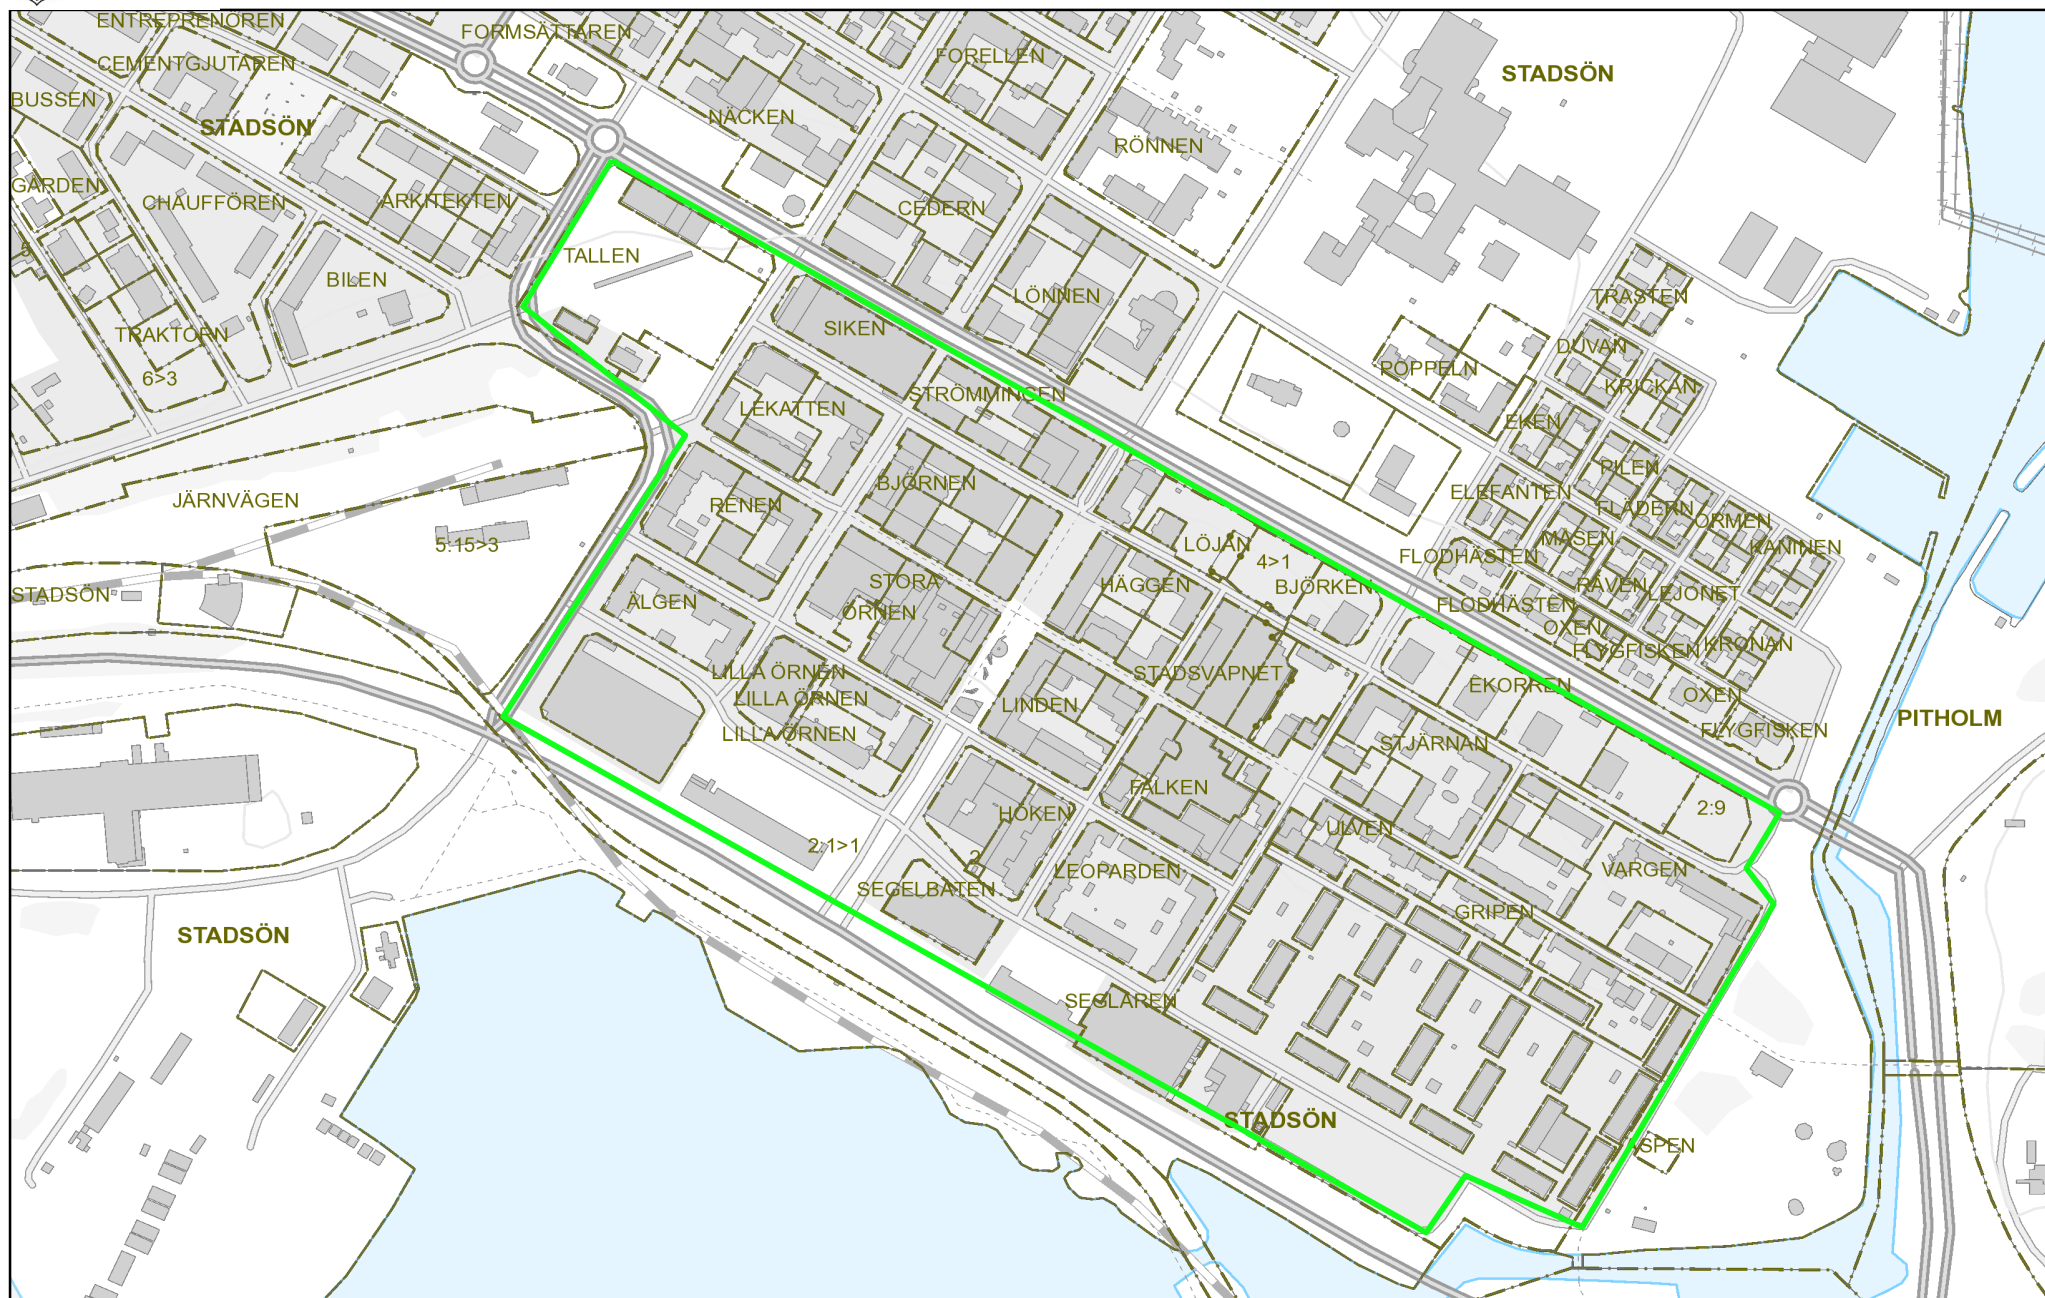 ENTREPRENÖREN
FORMSÄTTAREN
CEMENTGJUTAREN
FORELLEN
STADSÖN
BUSSEN
STADSÖN
NÄCKEN
RÖNNEN
GÄRDEN
CHAUFFÖREN
ARKITEKTEN
CEDERN
5
TALLEN
BILEN
LÖNNEN
TRASTEN
TRAKTORN
SIKEN
DUVAN
6>3
POPPELN
KRICKAN
STRÖMMINGEN
LEKATTEN
EKEN
PILEN
BJÖRNEN
JÄRNVÄGEN
RENEN
ELEFANTEN
FLÄDERN
ORMEN
5:15>3
LÖJAN
4>1
MÅSEN
KANINEN
FLODHÄSTEN
STADSÖN
STORA
ÖRNEN
HÄGGEN
BJÖRKEN
RÄVEN
LEJONET
ÄLGEN
FLODHÄSTEN
OXEN
FLYGFISKEN
KRONAN
LILLA ÖRNEN
LILLA ÖRNEN
STADSVAPNET
EKORREN
OXEN
LINDEN
PITHOLM
LILLA ÖRNEN
STJÄRNAN
FLYGFISKEN
FALKEN
2:9
HÖKEN
ULVEN
2:1>1
2
LEOPARDEN
VARGEN
SEGELBÅTEN
GRIPEN
STADSÖN
SEGLAREN
STADSÖN
ASPEN